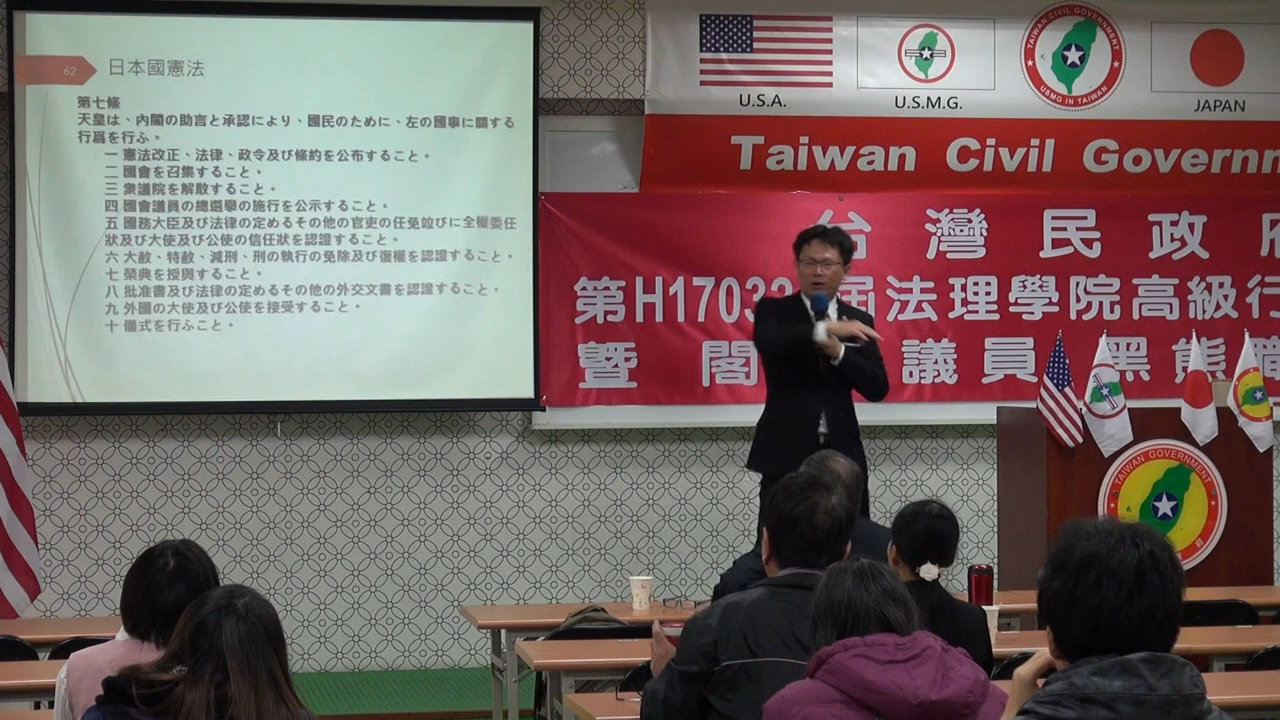 62
日本國憲法
第七條
天皇は、內閣の助言と承認により、國民のために、左の國事に關する
行爲を行ふ。
一 憲法改正、法律、政令及び條約を公布すること。
二 國會を召集すること。
三 衆議院を解散すること。
四 國會議員の總選擧の施行を公示すること。
五 國務大臣及び法律の定めるその他の官吏の任免竝びに全權委任
狀及び大使及び公使の信任狀を認證すること。
六 大赦、特赦、減刑、刑の執行の免除及び復權を認證すること。
七 榮典を授與すること。
八 批准書及び法律の定めるその他の外交文書を認證すること。
九 外國の大使及び公使を接受すること。
十 儀式を行ふこと。
U.S.A.
U.S.M.G.
TAIWAN CIVIL GOVERNMENT
USMG IN TAIWAN
JAPAN
Taiwan Civil Governm
台灣民政府
第H1703 屆法理學院高級行
暨 閣 議員 黑熊職
TAIWAN GOVERNMENT